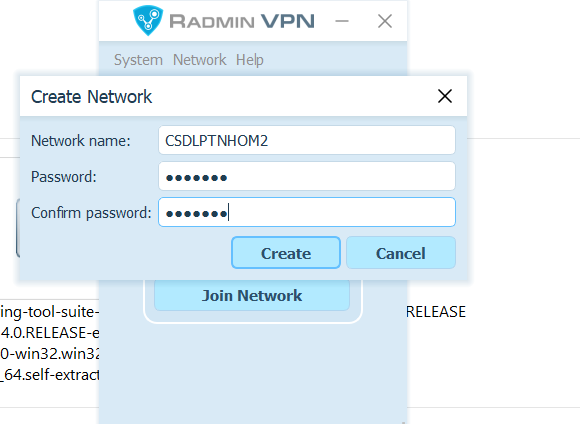 RADMIN VPN
System Network Help
Create Network
Network name: CSDLPTNHOM2
Password: ●●●●●●●
Confirm password: ●●●●●●●
Create Cancel
Join Network
ing-tool-suite- RELEASE
4.0.RELEASE-e
0-win32.win32
_64.self-extract